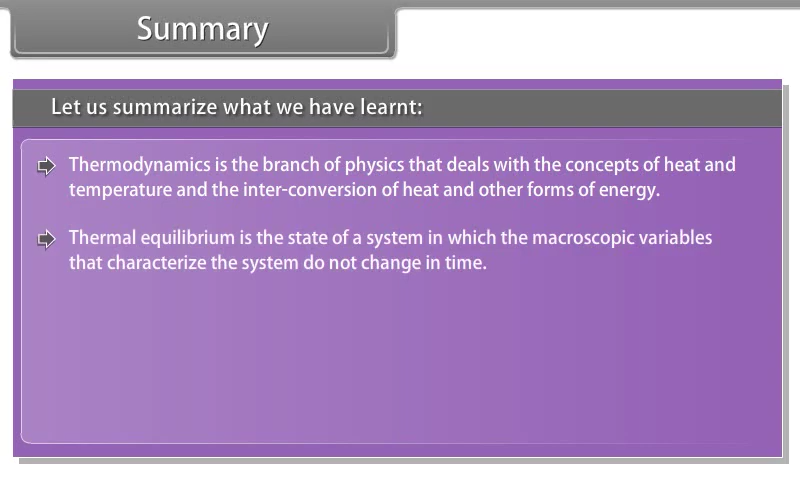 Summary
Let us summarize what we have learnt:
Thermodynamics is the branch of physics that deals with the concepts of heat and
temperature and the inter-conversion of heat and other forms of energy.
Thermal equilibrium is the state of a system in which the macroscopic variables
that characterize the system do not change in time.